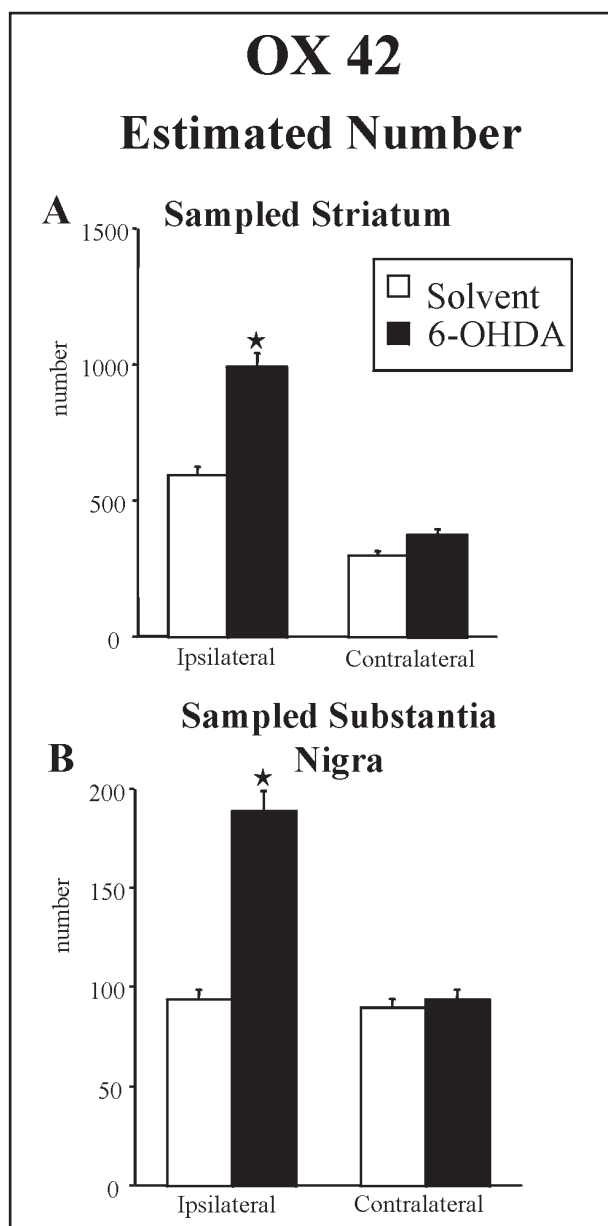 OX 42
Estimated Number
A Sampled Striatum
1500
1000
500
0
number
Solvent
6-OHDA
★
Ipsilateral Contralateral
Sampled Substantia
B Nigra
200
150
100
50
0
number
★
Ipsilateral Contralateral